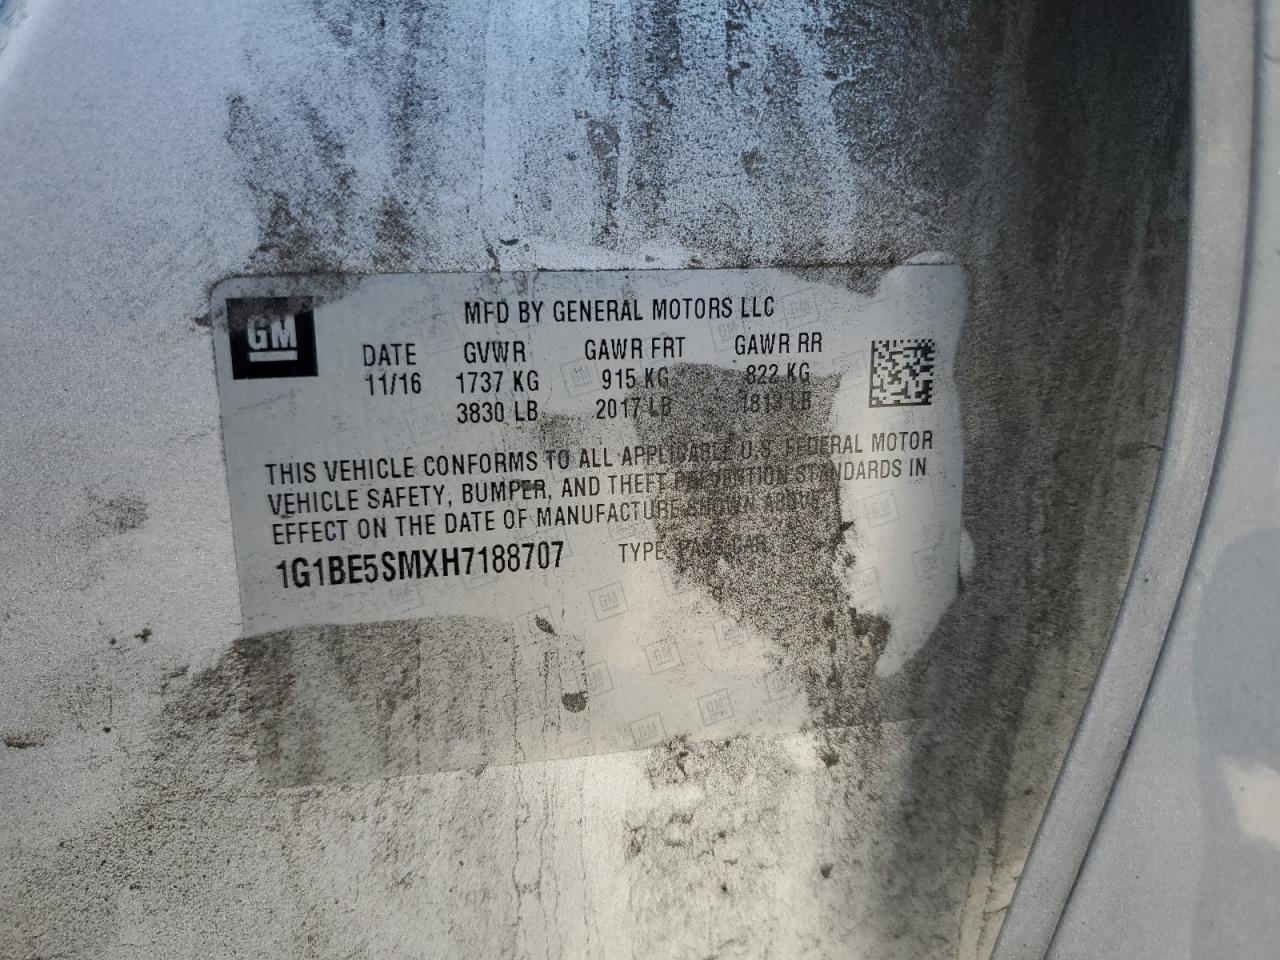 GM
MFD BY GENERAL MOTORS LLC
DATE GVWR GAWR FRT GAWR RR
11/16 1737 KG 915 KG 822 KG
3830 LB 2017 LB 1813 LB
THIS VEHICLE CONFORMS TO ALL APPLICABLE U.S. FEDERAL MOTOR
VEHICLE SAFETY, BUMPER, AND THEFT PREVENTION STANDARDS IN
EFFECT ON THE DATE OF MANUFACTURE SHOWN ABOVE
1G1BE5SMXH7188707 TYPE: PASS CAR